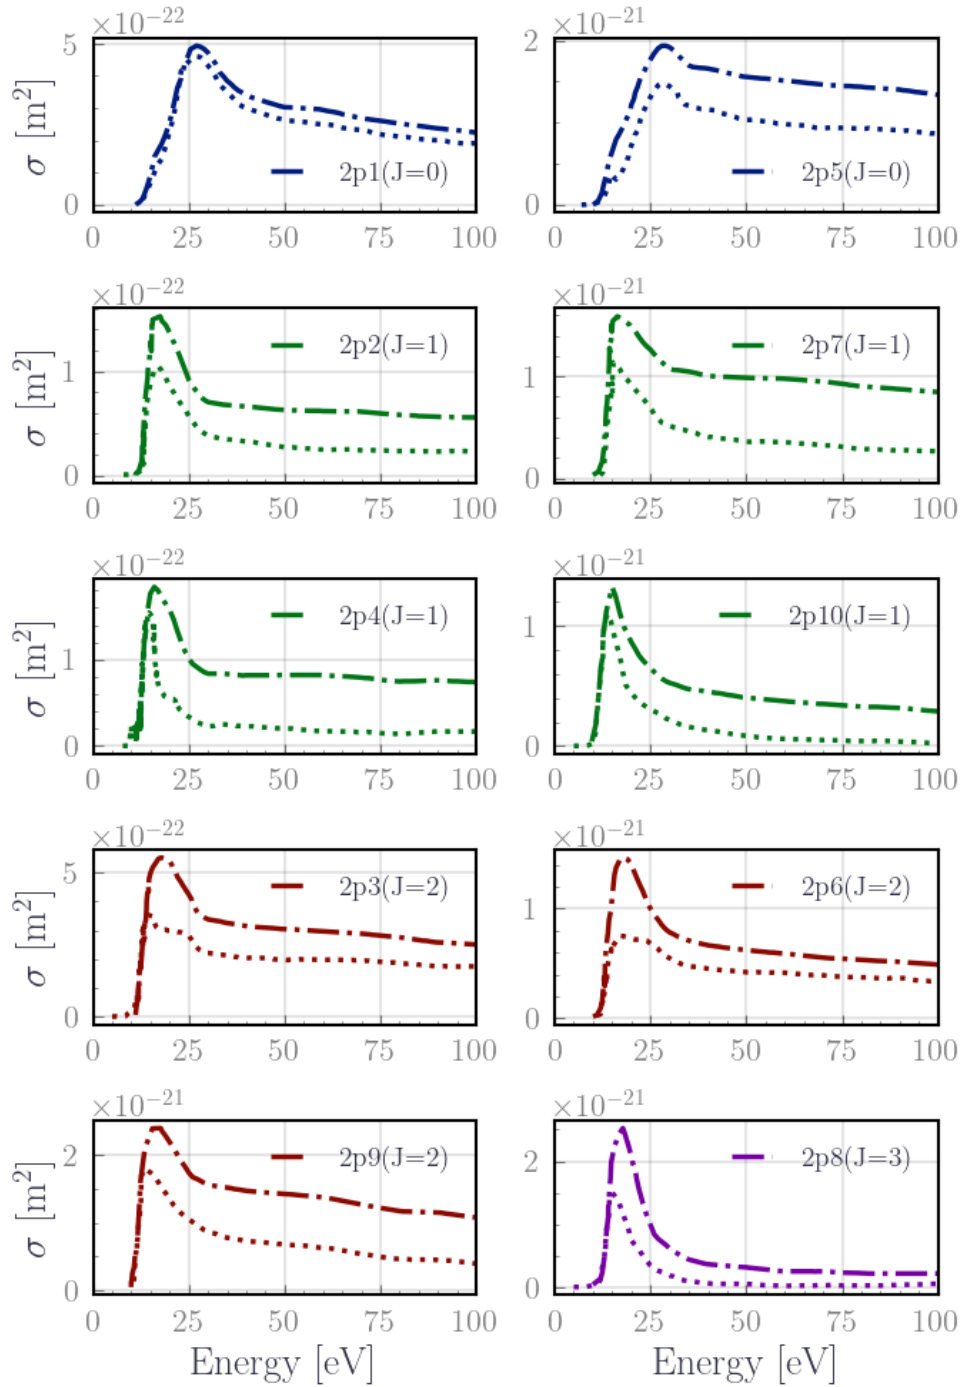 ×10⁻²² ×10⁻²¹
σ [m²]
5
0
2p1(J=0)
0 25 50 75 100
2
0
2p5(J=0)
0 25 50 75 100
×10⁻²² ×10⁻²¹
σ [m²]
1
0
2p2(J=1)
0 25 50 75 100
1
0
2p7(J=1)
0 25 50 75 100
×10⁻²² ×10⁻²¹
σ [m²]
1
0
2p4(J=1)
0 25 50 75 100
1
0
2p10(J=1)
0 25 50 75 100
×10⁻²² ×10⁻²¹
σ [m²]
5
0
2p3(J=2)
0 25 50 75 100
1
0
2p6(J=2)
0 25 50 75 100
×10⁻²¹ ×10⁻²¹
σ [m²]
2
0
2p9(J=2)
0 25 50 75 100
2
0
2p8(J=3)
0 25 50 75 100
Energy [eV] Energy [eV]